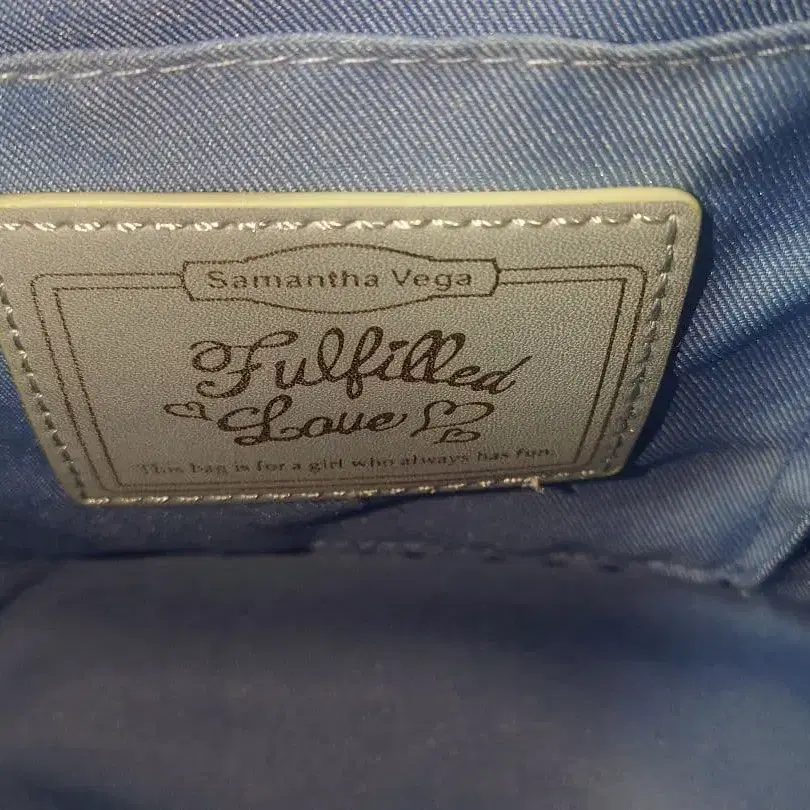 Samantha Vega
Fulfilled
Love
This bag is for a girl who always has fun.